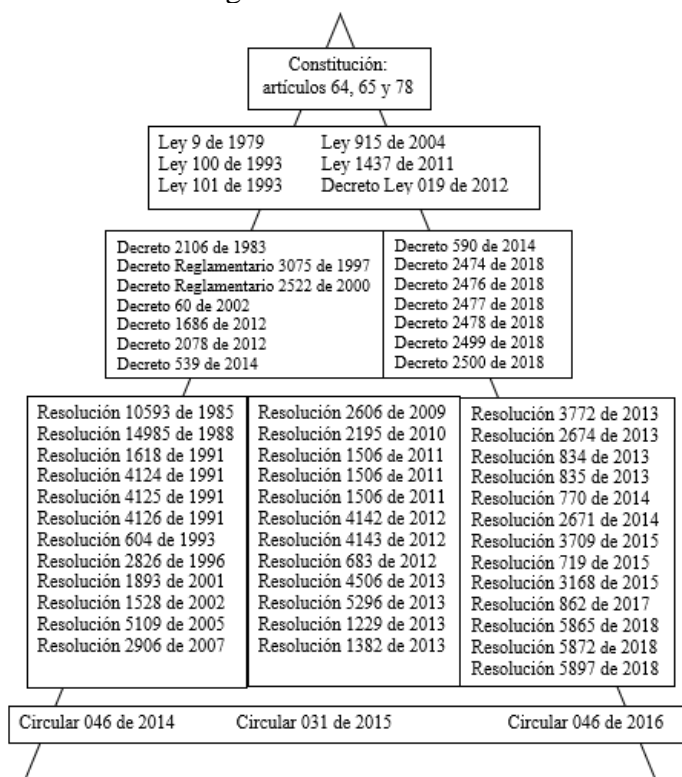 Constitución:
artículos 64, 65 y 78
Ley 9 de 1979
Ley 100 de 1993
Ley 101 de 1993
Ley 915 de 2004
Ley 1437 de 2011
Decreto Ley 019 de 2012
Decreto 2106 de 1983
Decreto Reglamentario 3075 de 1997
Decreto Reglamentario 2522 de 2000
Decreto 60 de 2002
Decreto 1686 de 2012
Decreto 2078 de 2012
Decreto 539 de 2014
Decreto 590 de 2014
Decreto 2474 de 2018
Decreto 2476 de 2018
Decreto 2477 de 2018
Decreto 2478 de 2018
Decreto 2499 de 2018
Decreto 2500 de 2018
Resolución 10593 de 1985
Resolución 14985 de 1988
Resolución 1618 de 1991
Resolución 4124 de 1991
Resolución 4125 de 1991
Resolución 4126 de 1991
Resolución 604 de 1993
Resolución 2826 de 1996
Resolución 1893 de 2001
Resolución 1528 de 2002
Resolución 5109 de 2005
Resolución 2906 de 2007
Resolución 2606 de 2009
Resolución 2195 de 2010
Resolución 1506 de 2011
Resolución 1506 de 2011
Resolución 1506 de 2011
Resolución 4142 de 2012
Resolución 4143 de 2012
Resolución 683 de 2012
Resolución 4506 de 2013
Resolución 5296 de 2013
Resolución 1229 de 2013
Resolución 1382 de 2013
Resolución 3772 de 2013
Resolución 2674 de 2013
Resolución 834 de 2013
Resolución 835 de 2013
Resolución 770 de 2014
Resolución 2671 de 2014
Resolución 3709 de 2015
Resolución 719 de 2015
Resolución 3168 de 2015
Resolución 862 de 2017
Resolución 5865 de 2018
Resolución 5872 de 2018
Resolución 5897 de 2018
Circular 046 de 2014
Circular 031 de 2015
Circular 046 de 2016